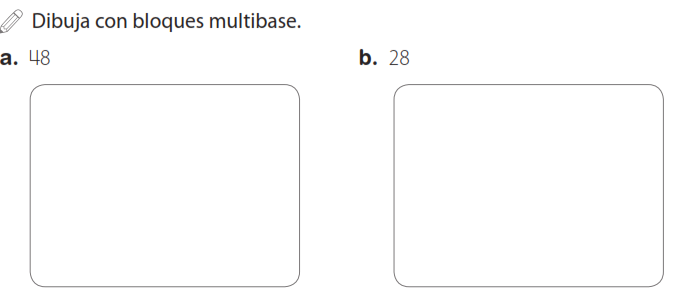 Dibuja con bloques multibase.
a. 48
b. 28